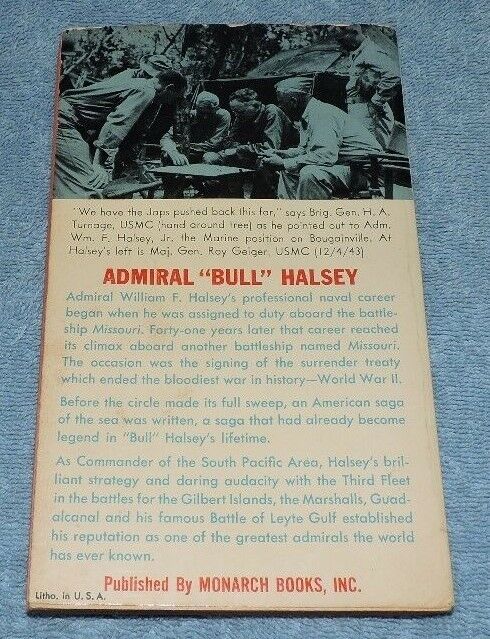 "We have the Japs pushed back this far," says Brig. Gen. H. A.
Turnage, USMC (hand around tree) as he pointed out to Adm.
Wm. F. Halsey, Jr. the Marine position on Bougainville. At
Halsey's left is Maj. Gen. Roy Geiger, USMC (12/4/43)
ADMIRAL "BULL" HALSEY
Admiral William F. Halsey's professional naval career
began when he was assigned to duty aboard the battle-
ship Missouri. Forty-one years later that career reached
its climax aboard another battleship named Missouri.
The occasion was the signing of the surrender treaty
which ended the bloodiest war in history—World War II.
Before the circle made its full sweep, an American saga
of the sea was written, a saga that had already become
legend in "Bull" Halsey's lifetime.
As Commander of the South Pacific Area, Halsey's bril-
liant strategy and daring audacity with the Third Fleet
in the battles for the Gilbert Islands, the Marshalls, Guad-
alcanal and his famous Battle of Leyte Gulf established
his reputation as one of the greatest admirals the world
has ever known.
Published By MONARCH BOOKS, INC.
Litho. in U.S.A.